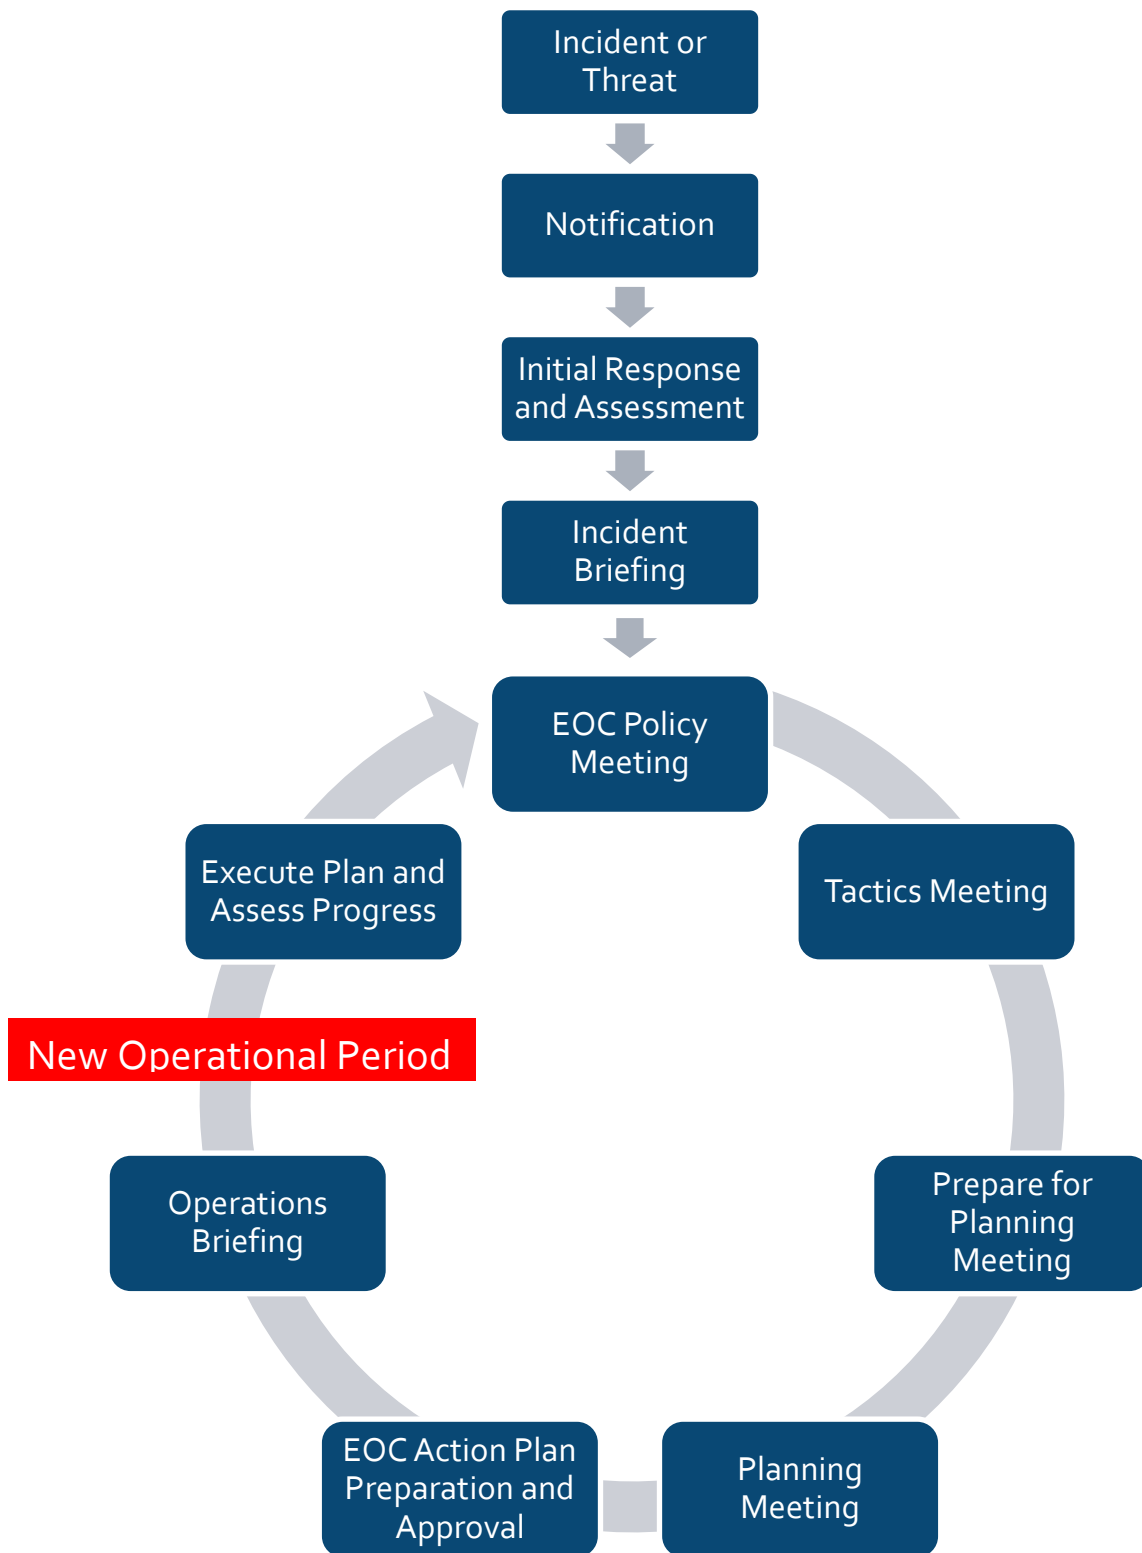 Incident or
Threat
Notification
Initial Response
and Assessment
Incident
Briefing
EOC Policy
Meeting
Tactics Meeting
Prepare for
Planning
Meeting
Planning
Meeting
EOC Action Plan
Preparation and
Approval
Operations
Briefing
New Operational Period
Execute Plan and
Assess Progress